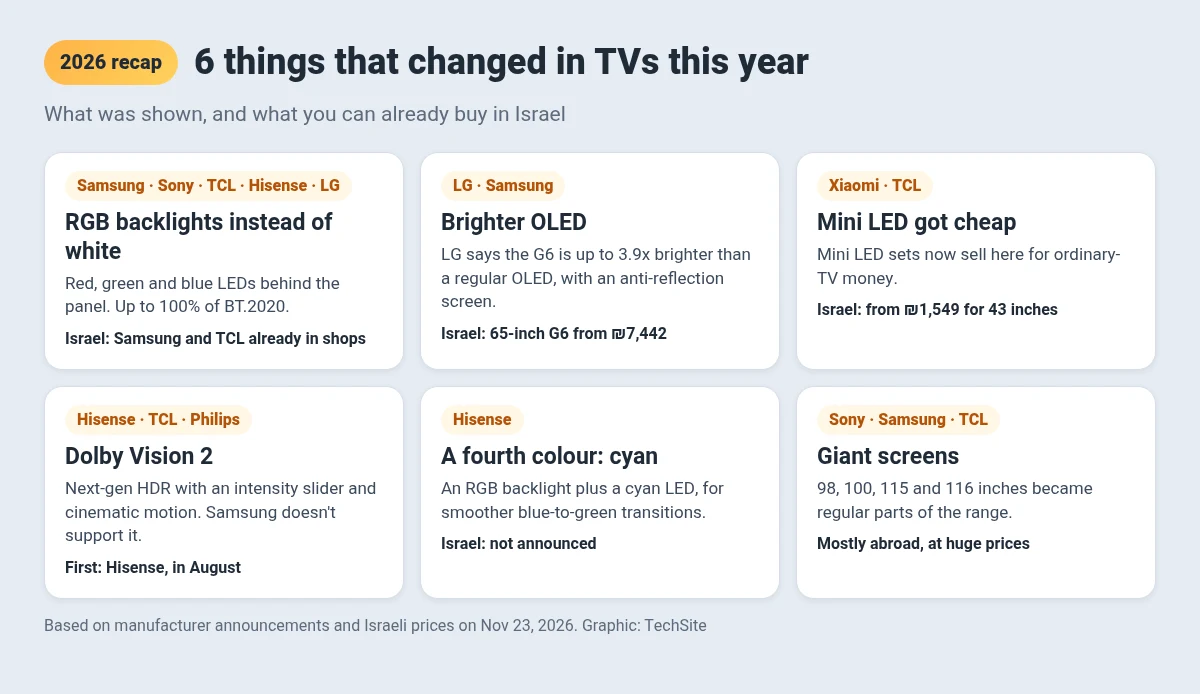 2026 recap
6 things that changed in TVs this year
What was shown, and what you can already buy in Israel
Samsung · Sony · TCL · Hisense · LG
RGB backlights instead of
white
Red, green and blue LEDs behind the
panel. Up to 100% of BT.2020.
Israel: Samsung and TCL already in shops
LG · Samsung
Brighter OLED
LG says the G6 is up to 3.9x brighter than
a regular OLED, with an anti-reflection
screen.
Israel: 65-inch G6 from ₪7,442
Xiaomi · TCL
Mini LED got cheap
Mini LED sets now sell here for ordinary-
TV money.
Israel: from ₪1,549 for 43 inches
Hisense · TCL · Philips
Dolby Vision 2
Next-gen HDR with an intensity slider and
cinematic motion. Samsung doesn't
support it.
First: Hisense, in August
Hisense
A fourth colour: cyan
An RGB backlight plus a cyan LED, for
smoother blue-to-green transitions.
Israel: not announced
Sony · Samsung · TCL
Giant screens
98, 100, 115 and 116 inches became
regular parts of the range.
Mostly abroad, at huge prices
Based on manufacturer announcements and Israeli prices on Nov 23, 2026. Graphic: TechSite